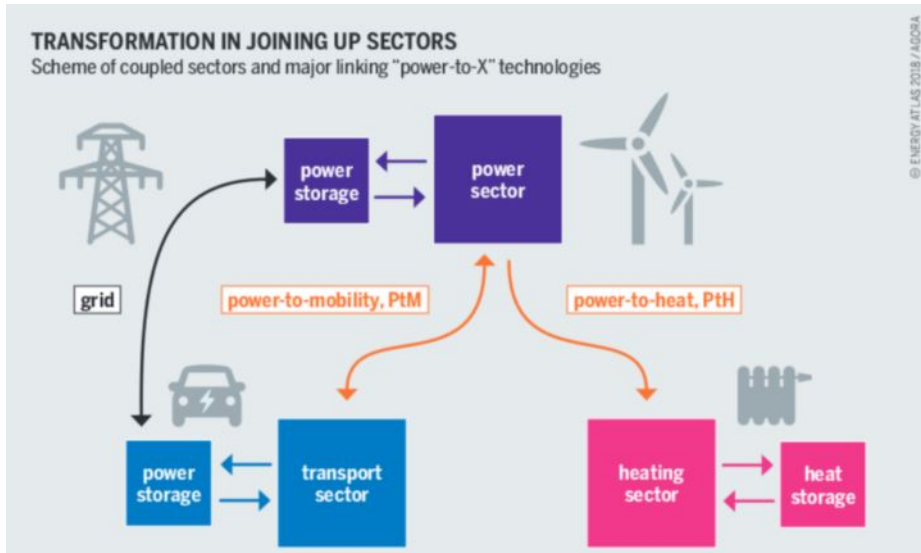 TRANSFORMATION IN JOINING UP SECTORS
Scheme of coupled sectors and major linking “power-to-X” technologies
© ENERGY ATLAS 2018 / AGORA
power
storage
power
sector
grid
power-to-mobility, PtM
power-to-heat, PtH
power
storage
transport
sector
heating
sector
heat
storage